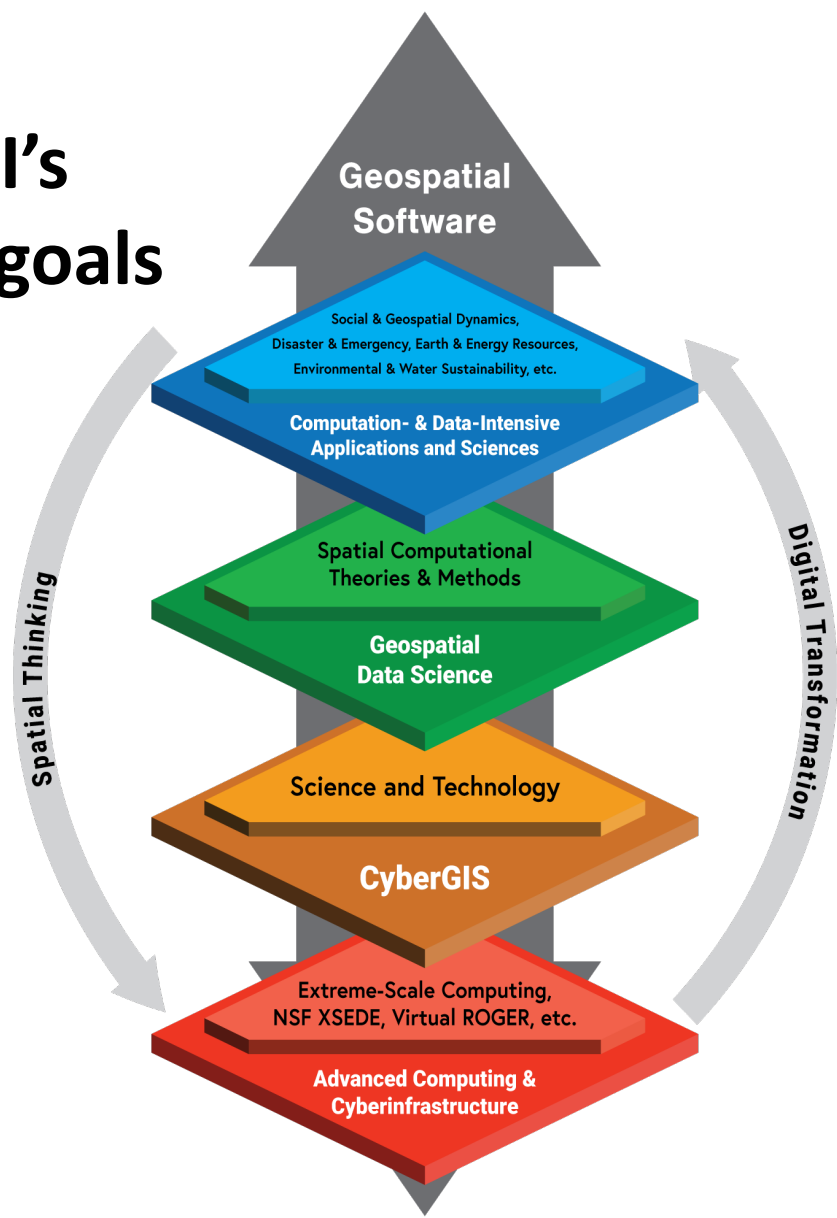 I's
goals
Geospatial
Software
Social & Geospatial Dynamics,
Disaster & Emergency, Earth & Energy Resources,
Environmental & Water Sustainability, etc.
Computation- & Data-Intensive
Applications and Sciences
Spatial Computational
Theories & Methods
Geospatial
Data Science
Science and Technology
CyberGIS
Extreme-Scale Computing,
NSF XSEDE, Virtual ROGER, etc.
Advanced Computing &
Cyberinfrastructure
Spatial Thinking
Digital Transformation